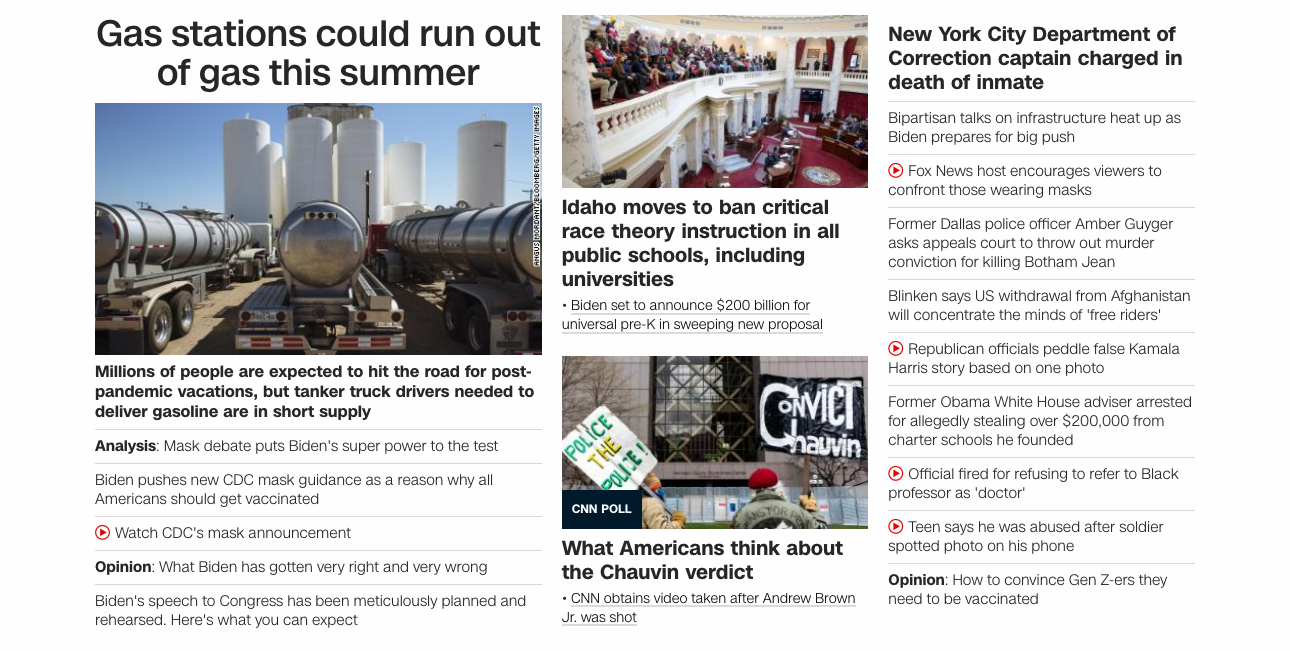 Gas stations could run out
of gas this summer
ANGUS MORDANT/BLOOMBERG/GETTY IMAGES
Millions of people are expected to hit the road for post-
pandemic vacations, but tanker truck drivers needed to
deliver gasoline are in short supply
Analysis: Mask debate puts Biden's super power to the test
Biden pushes new CDC mask guidance as a reason why all
Americans should get vaccinated
Watch CDC's mask announcement
Opinion: What Biden has gotten very right and very wrong
Biden's speech to Congress has been meticulously planned and
rehearsed. Here's what you can expect
Idaho moves to ban critical
race theory instruction in all
public schools, including
universities
• Biden set to announce $200 billion for
universal pre-K in sweeping new proposal
POLICE
THE
POLICE!
CONVICT
Chauvin
CNN POLL
What Americans think about
the Chauvin verdict
• CNN obtains video taken after Andrew Brown
Jr. was shot
New York City Department of
Correction captain charged in
death of inmate
Bipartisan talks on infrastructure heat up as
Biden prepares for big push
Fox News host encourages viewers to
confront those wearing masks
Former Dallas police officer Amber Guyger
asks appeals court to throw out murder
conviction for killing Botham Jean
Blinken says US withdrawal from Afghanistan
will concentrate the minds of 'free riders'
Republican officials peddle false Kamala
Harris story based on one photo
Former Obama White House adviser arrested
for allegedly stealing over $200,000 from
charter schools he founded
Official fired for refusing to refer to Black
professor as 'doctor'
Teen says he was abused after soldier
spotted photo on his phone
Opinion: How to convince Gen Z-ers they
need to be vaccinated